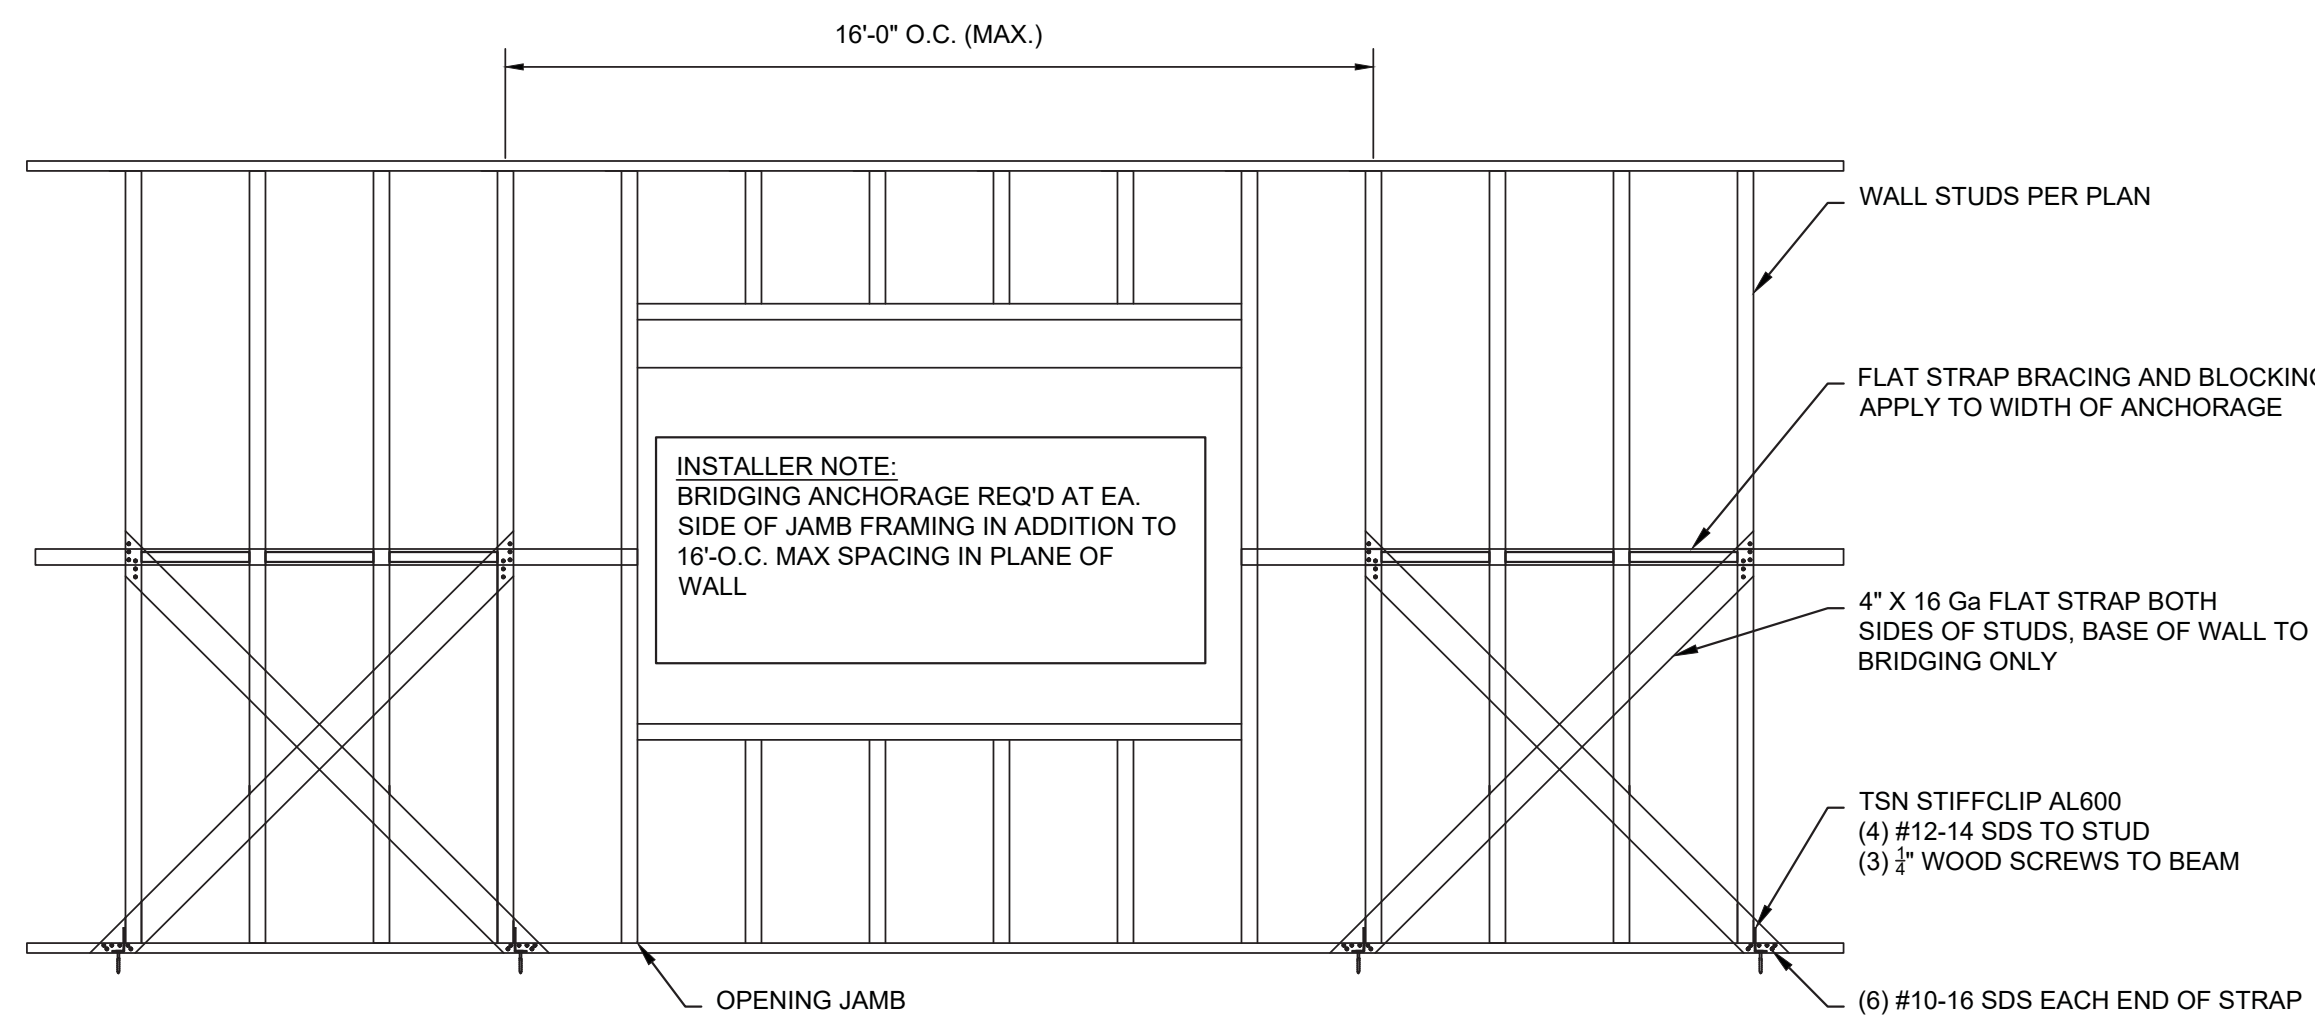 16'-0" O.C. (MAX.)
WALL STUDS PER PLAN
FLAT STRAP BRACING AND BLOCKING
APPLY TO WIDTH OF ANCHORAGE
INSTALLER NOTE:
BRIDGING ANCHORAGE REQ'D AT EA.
SIDE OF JAMB FRAMING IN ADDITION TO
16'-O.C. MAX SPACING IN PLANE OF
WALL
4" X 16 Ga FLAT STRAP BOTH
SIDES OF STUDS, BASE OF WALL TO
BRIDGING ONLY
TSN STIFFCLIP AL600
(4) #12-14 SDS TO STUD
(3) 1/4" WOOD SCREWS TO BEAM
OPENING JAMB
(6) #10-16 SDS EACH END OF STRAP